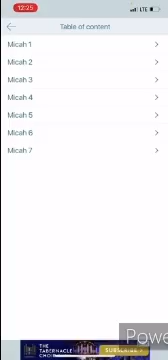 12:25
LTE
Table of content
Micah 1
Micah 2
Micah 3
Micah 4
Micah 5
Micah 6
Micah 7
THE
TABERNACLE
SUBSCRIBE
Powe